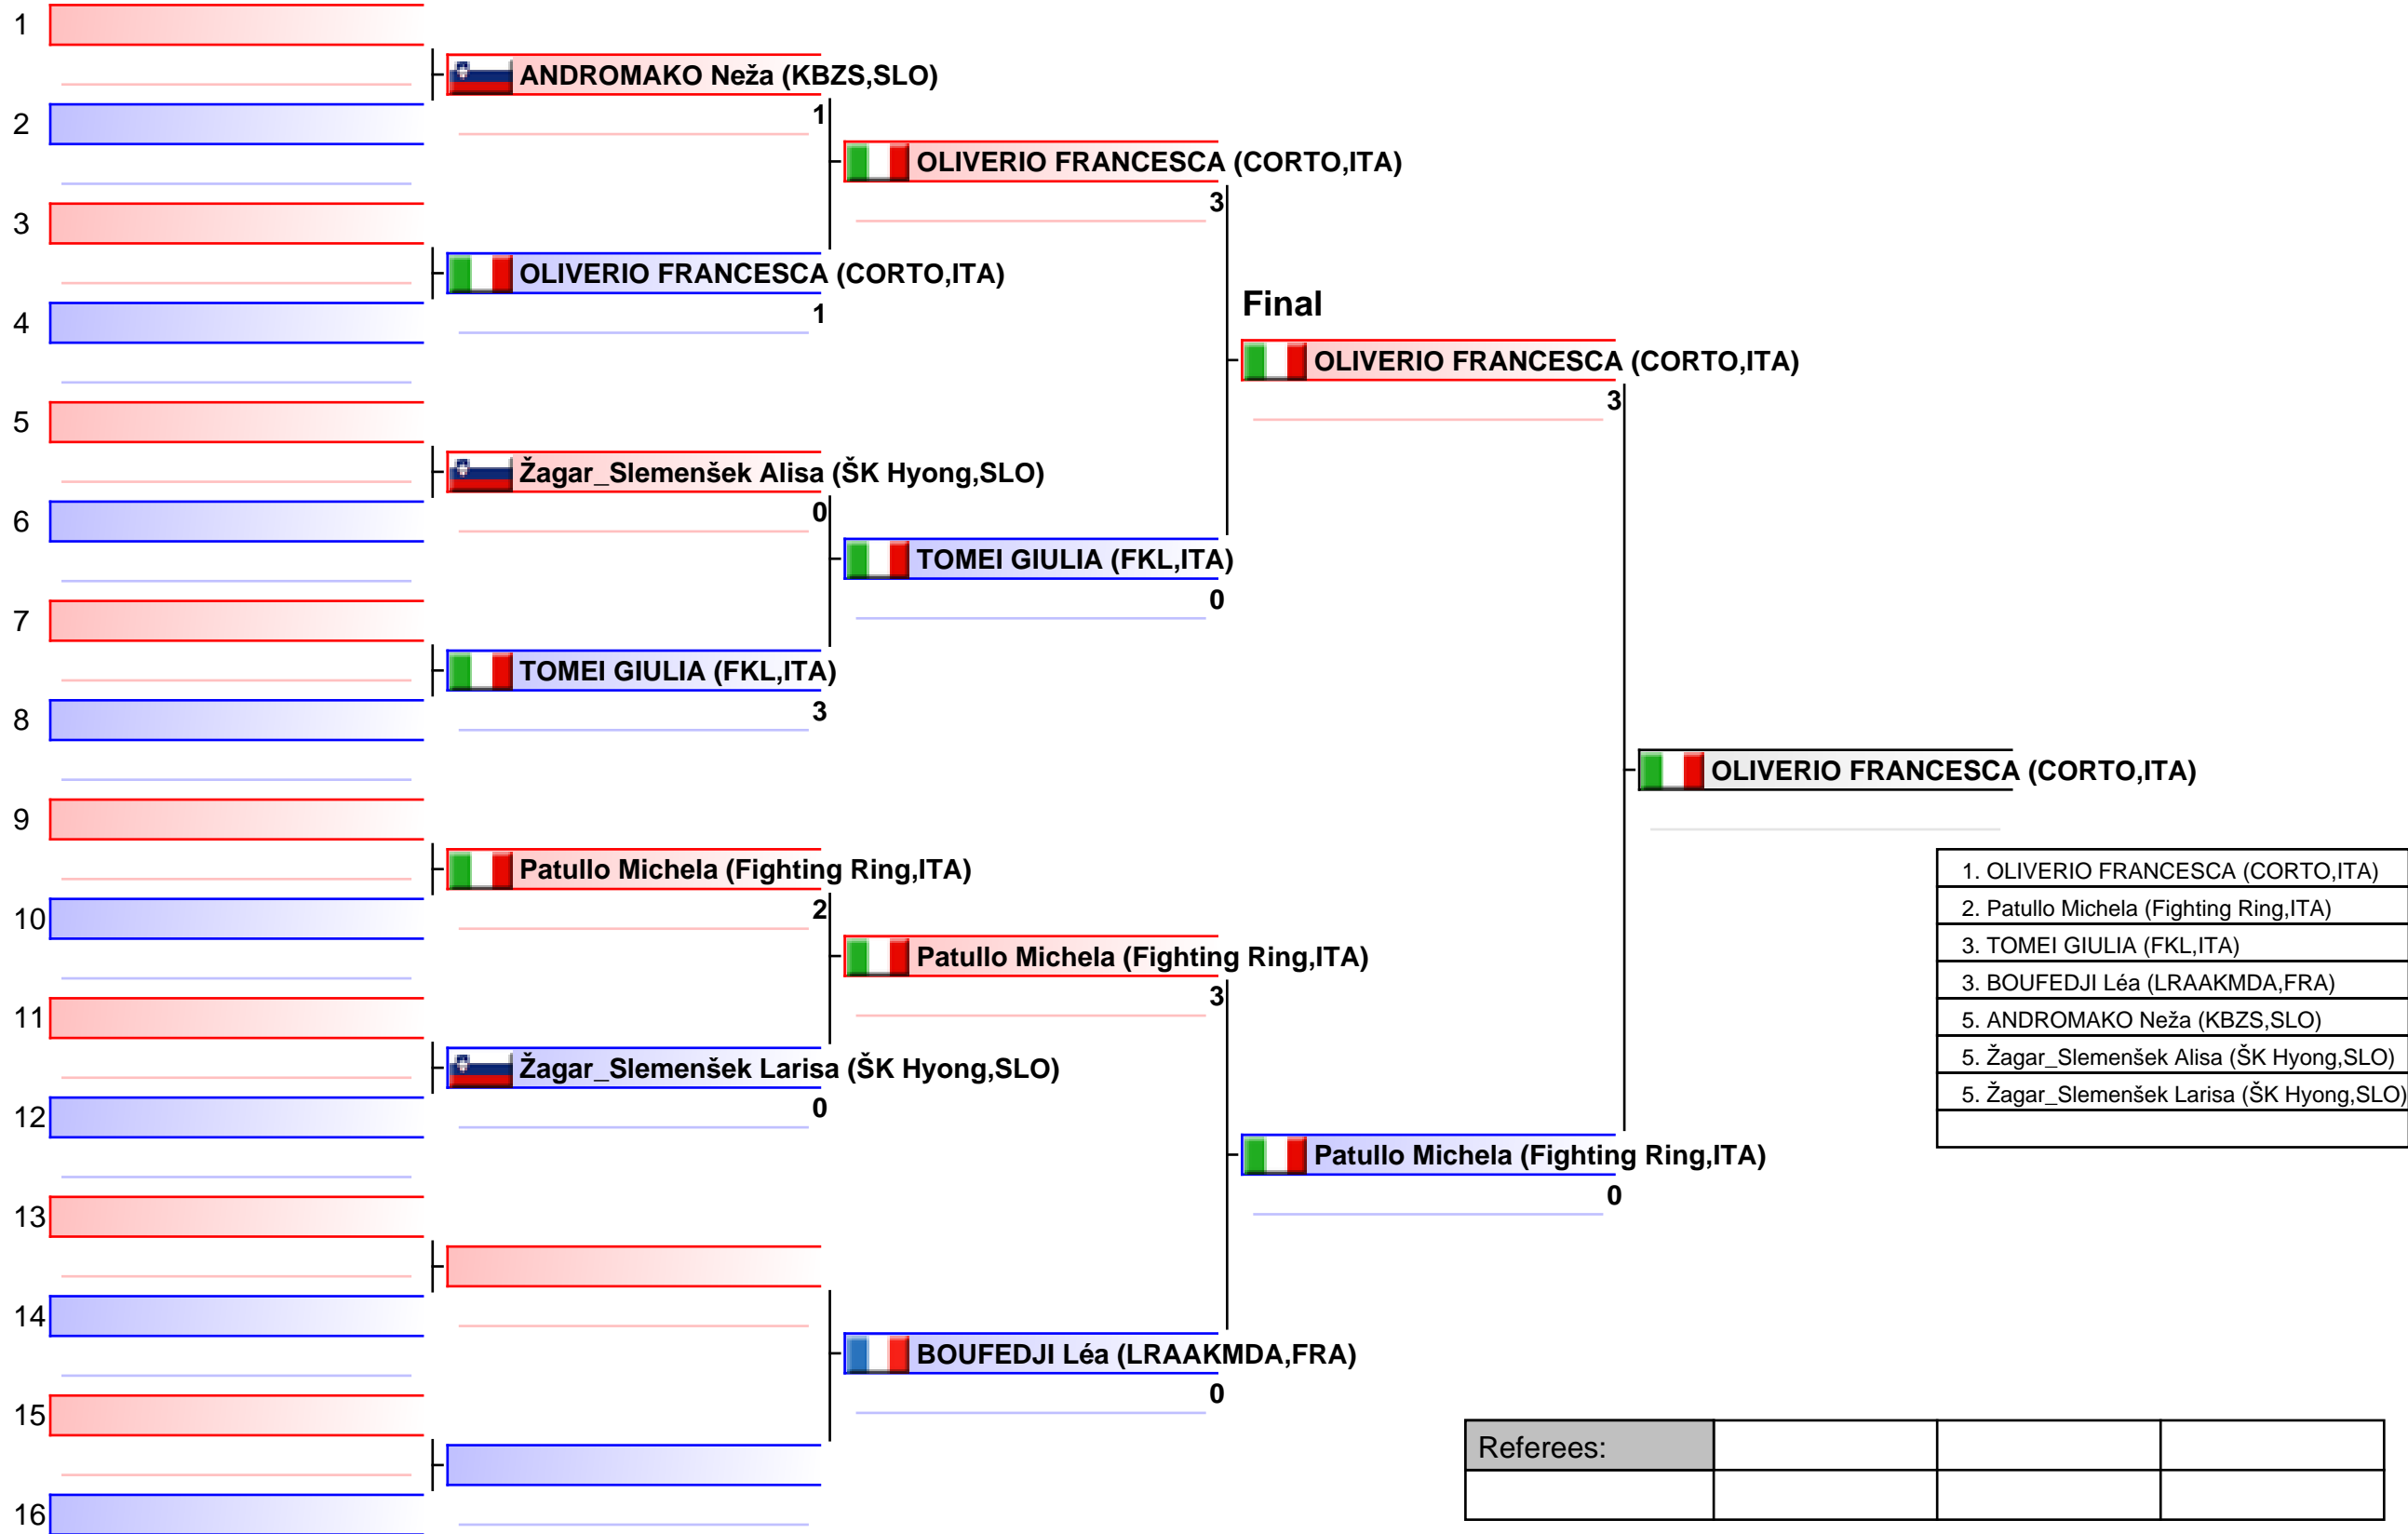 1
ANDROMAKO Neža (KBZS,SLO)
1
2
OLIVERIO FRANCESCA (CORTO,ITA)
3
3
OLIVERIO FRANCESCA (CORTO,ITA)
1
4
Final
OLIVERIO FRANCESCA (CORTO,ITA)
3
5
Žagar_Slemenšek Alisa (ŠK Hyong,SLO)
0
6
TOMEI GIULIA (FKL,ITA)
0
7
TOMEI GIULIA (FKL,ITA)
3
8
OLIVERIO FRANCESCA (CORTO,ITA)
9
Patullo Michela (Fighting Ring,ITA)
2
10
Patullo Michela (Fighting Ring,ITA)
3
11
Žagar_Slemenšek Larisa (ŠK Hyong,SLO)
0
12
Patullo Michela (Fighting Ring,ITA)
0
13
14
BOUFEDJI Léa (LRAAKMDA,FRA)
0
15
16
1. OLIVERIO FRANCESCA (CORTO,ITA)
2. Patullo Michela (Fighting Ring,ITA)
3. TOMEI GIULIA (FKL,ITA)
3. BOUFEDJI Léa (LRAAKMDA,FRA)
5. ANDROMAKO Neža (KBZS,SLO)
5. Žagar_Slemenšek Alisa (ŠK Hyong,SLO)
5. Žagar_Slemenšek Larisa (ŠK Hyong,SLO)
Referees: